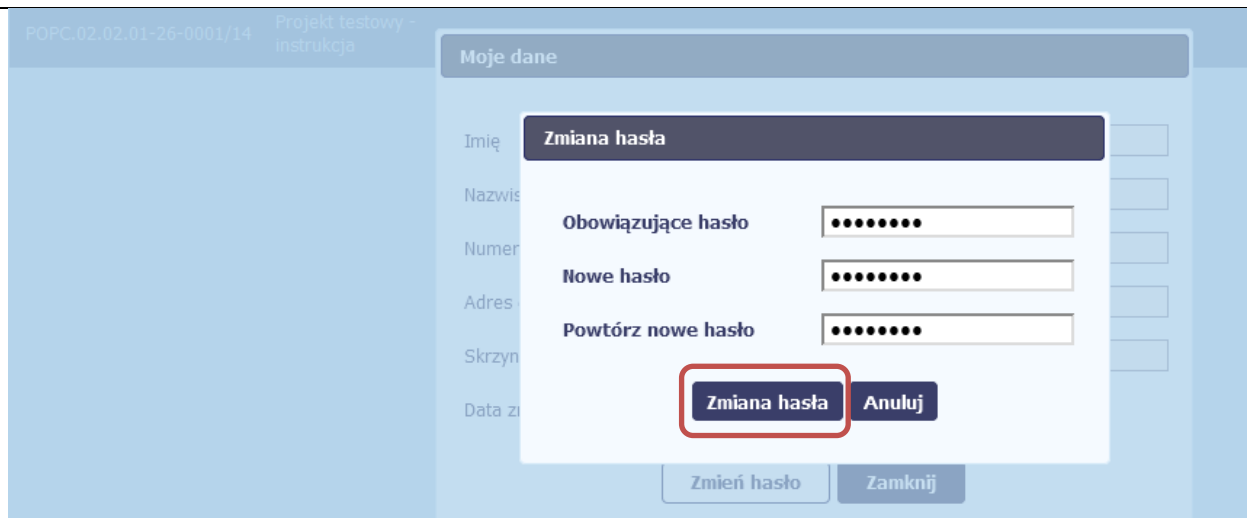 POPC.02.02.01-26-0001/14
Projekt testowy -
instrukcja
Moje dane
Imię
Zmiana hasła
Nazwis
Obowiązujące hasło ●●●●●●●●
Numer
Nowe hasło ●●●●●●●●
Adres
Powtórz nowe hasło ●●●●●●●●
Skrzyn
Zmiana hasła Anuluj
Data z
Zmień hasło Zamknij